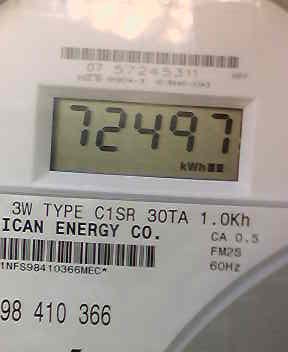 07 57245311
72497
kWh
3W TYPE C1SR 30TA 1.0Kh
ICAN ENERGY CO.
CA 0.5
FM2S
60Hz
1NFS98410366MEC*
98 410 366